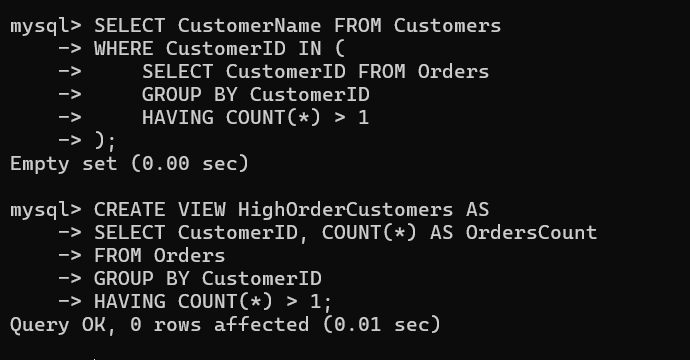 mysql> SELECT CustomerName FROM Customers
    -> WHERE CustomerID IN (
    ->     SELECT CustomerID FROM Orders
    ->     GROUP BY CustomerID
    ->     HAVING COUNT(*) > 1
    -> );
Empty set (0.00 sec)

mysql> CREATE VIEW HighOrderCustomers AS
    -> SELECT CustomerID, COUNT(*) AS OrdersCount
    -> FROM Orders
    -> GROUP BY CustomerID
    -> HAVING COUNT(*) > 1;
Query OK, 0 rows affected (0.01 sec)